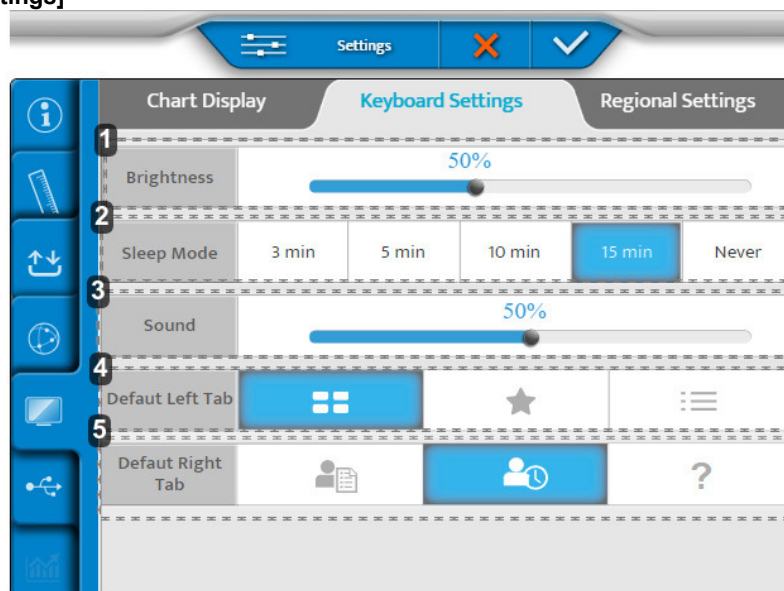 tings]
Settings
Chart Display Keyboard Settings Regional Settings
1
50%
Brightness
2
Sleep Mode 3 min 5 min 10 min 15 min Never
3
50%
Sound
4
Defaut Left Tab
5
Defaut Right
Tab
?